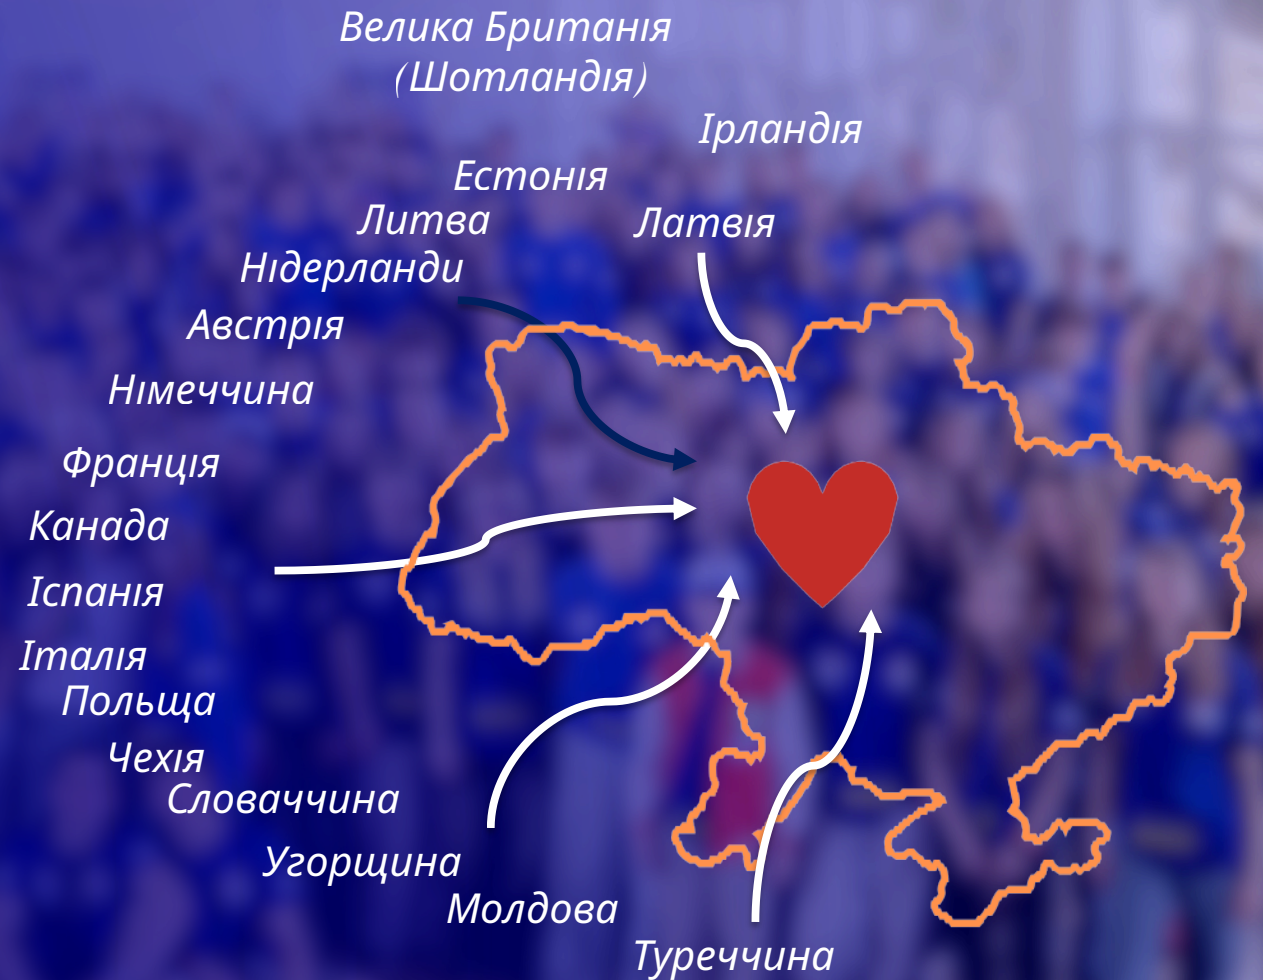 Велика Британія
(Шотландія)
Ірландія
Естонія
Литва
Латвія
Нідерланди
Австрія
Німеччина
Франція
Канада
Іспанія
Італія
Польща
Чехія
Словаччина
Угорщина
Молдова
Туреччина